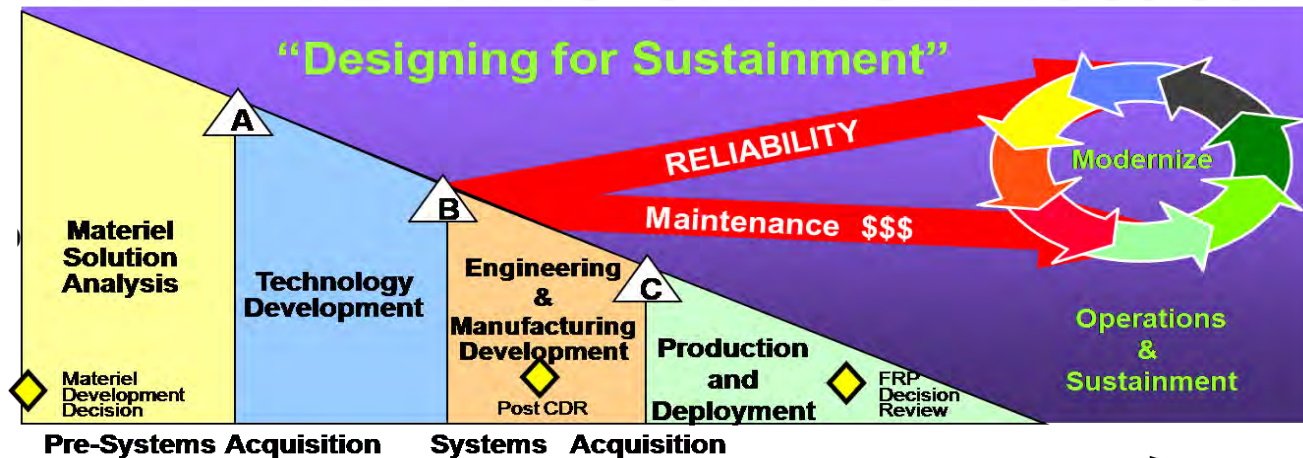 “Designing for Sustainment”
A
B
C
RELIABILITY
Maintenance $$$
Modernize
Materiel
Solution
Analysis
Technology
Development
Engineering
&
Manufacturing
Development
Production
and
Deployment
Operations
&
Sustainment
Materiel
Development
Decision
Post CDR
FRP
Decision
Review
Pre-Systems Acquisition
Systems Acquisition